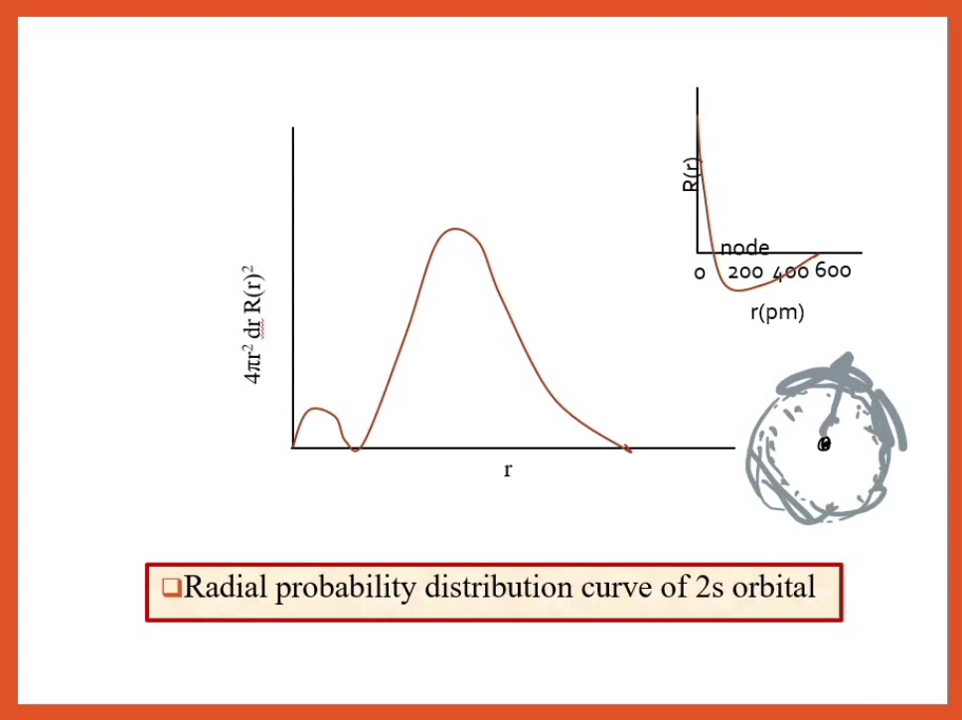 R(r)
node
0 200 400 600
r(pm)
4πr² dr R(r)²
r
❑Radial probability distribution curve of 2s orbital